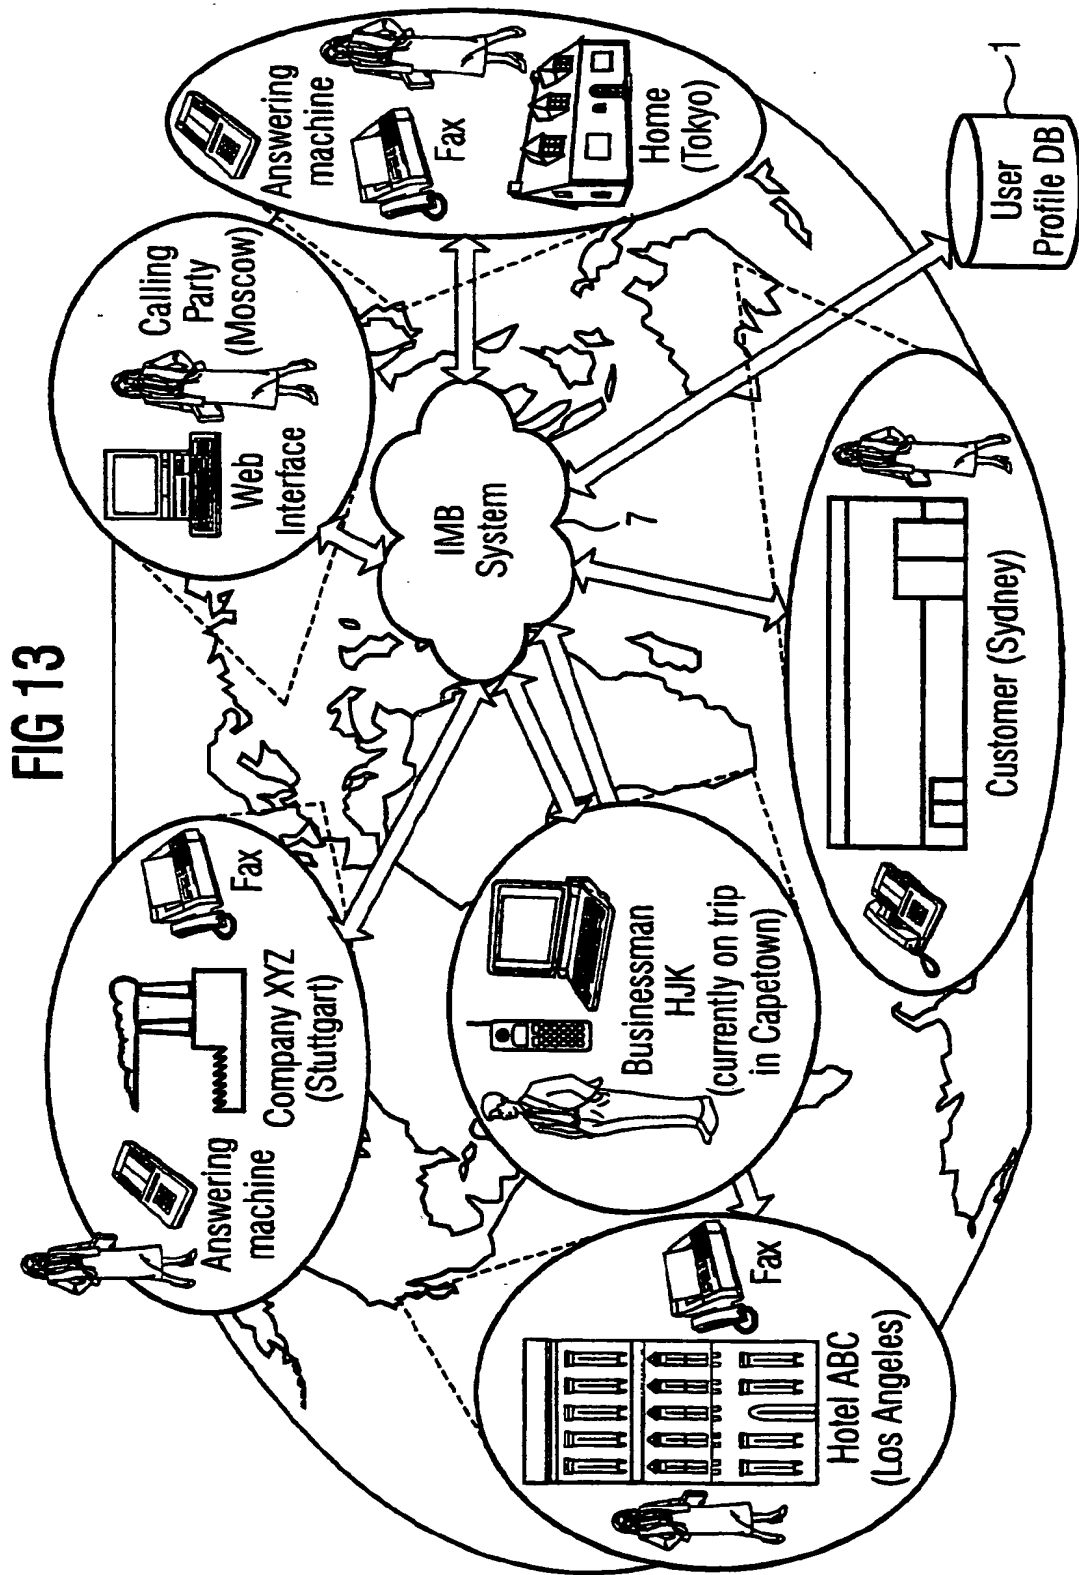 FIG 13
Answering
machine
Company XYZ
(Stuttgart)
Fax
Web
Interface
Calling
Party
(Moscow)
Answering
machine
Fax
Home
(Tokyo)
IMB
System
7
Businessman
HJK
(currently on trip
in Capetown)
Hotel ABC
(Los Angeles)
Fax
Customer (Sydney)
User
Profile DB
1